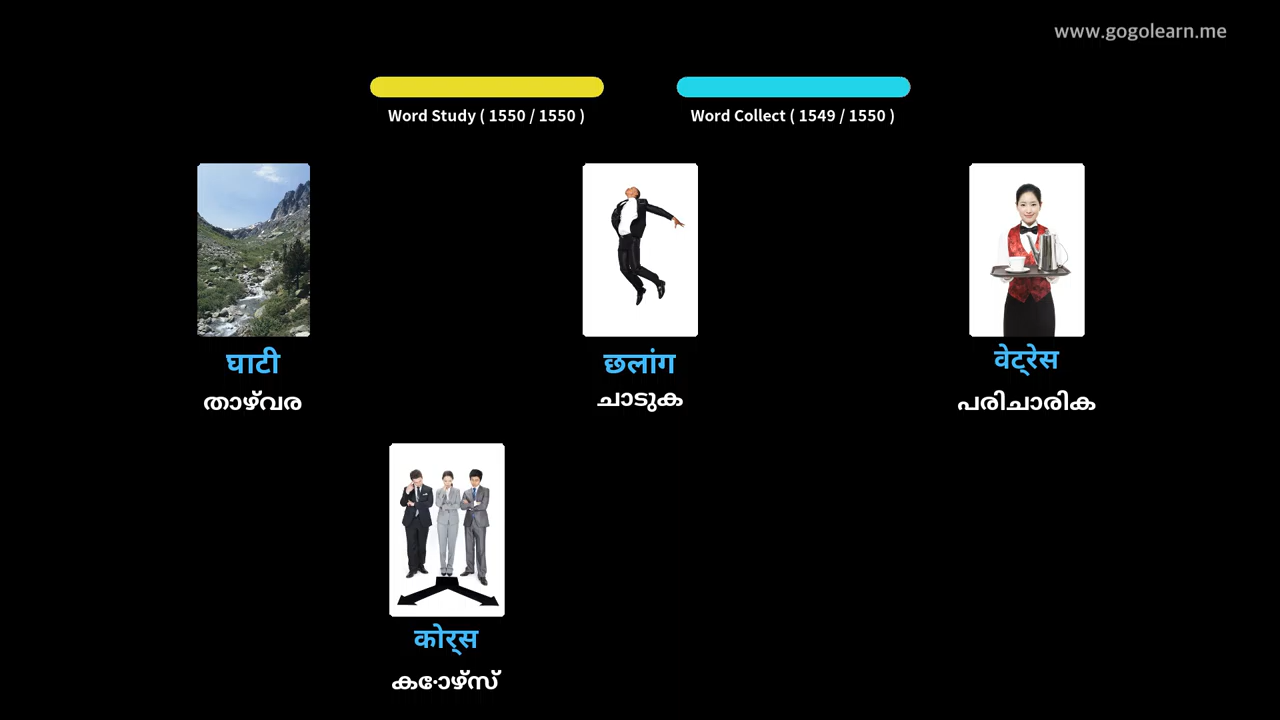 www.gogolearn.me
Word Study ( 1550 / 1550 )
Word Collect ( 1549 / 1550 )
घाटी
താഴ്‌വര
छलांग
ചാടുക
वेट्रेस
പരിചാരിക
कोर्स
കോഴ്സ്